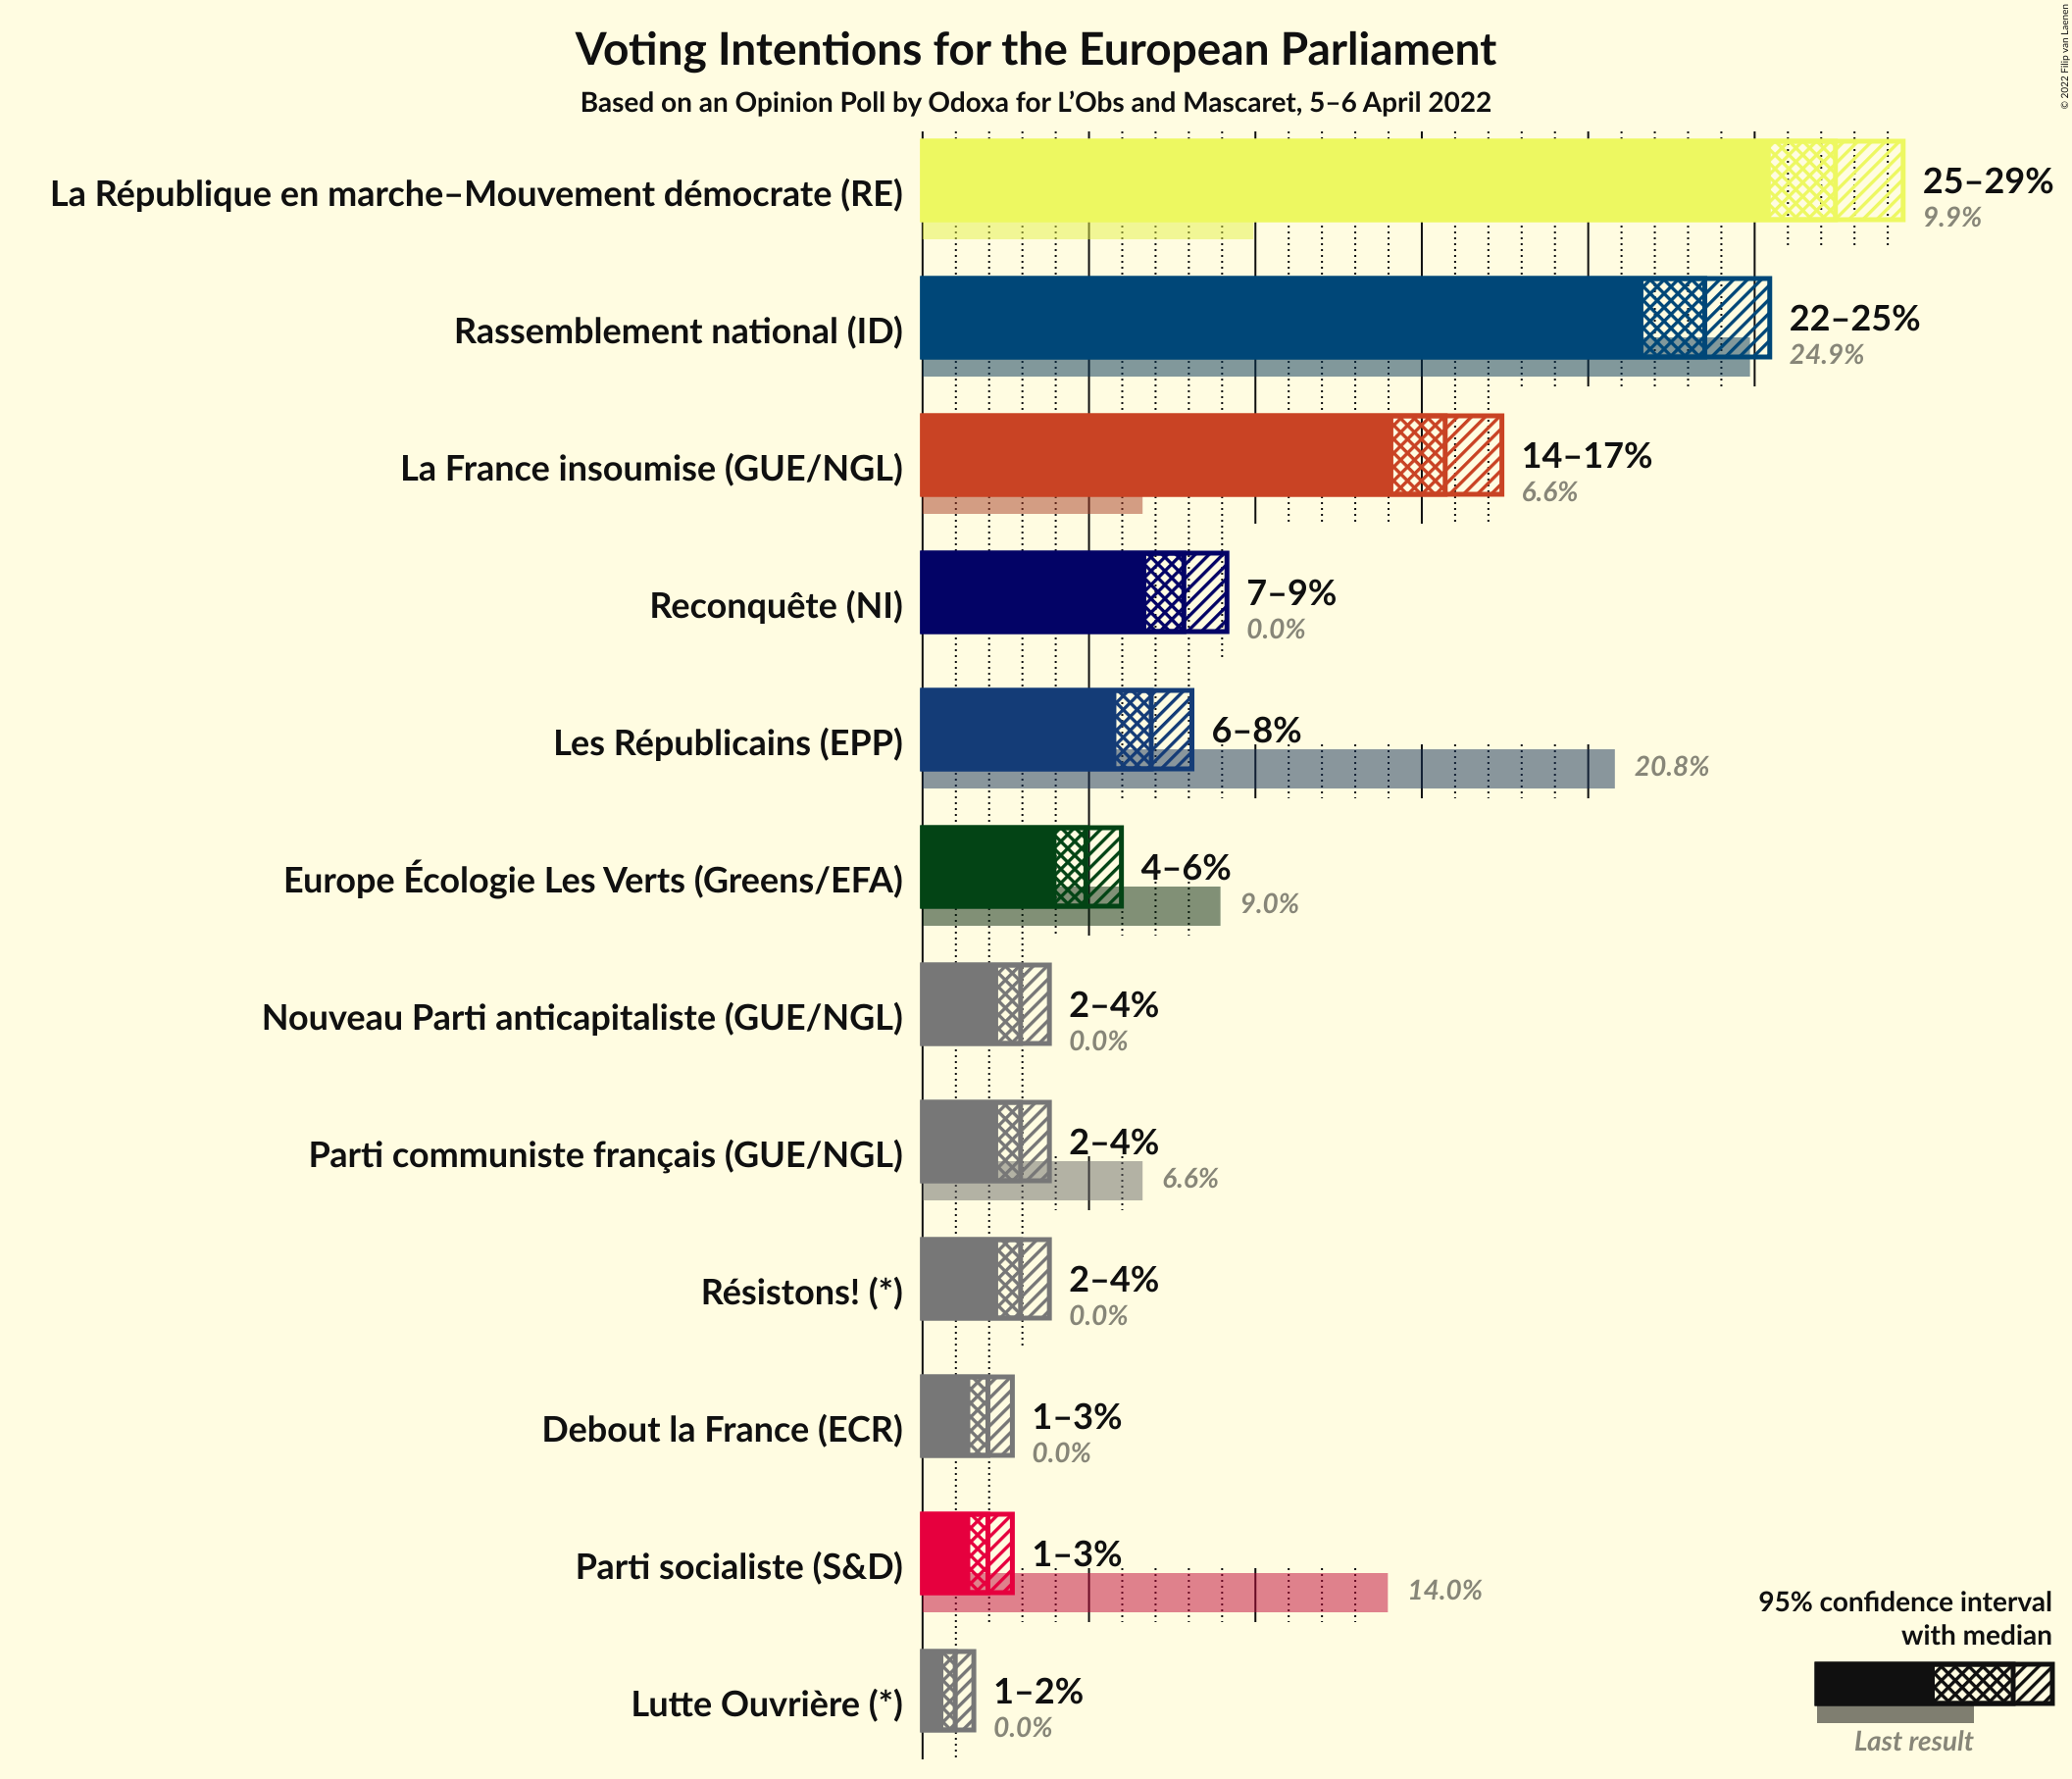 Voting Intentions for the European Parliament
Based on an Opinion Poll by Odoxa for L’Obs and Mascaret, 5–6 April 2022
© 2022 Filip van Laenen
La République en marche–Mouvement démocrate (RE)
25–29%
9.9%
Rassemblement national (ID)
22–25%
24.9%
La France insoumise (GUE/NGL)
14–17%
6.6%
Reconquête (NI)
7–9%
0.0%
Les Républicains (EPP)
6–8%
20.8%
Europe Écologie Les Verts (Greens/EFA)
4–6%
9.0%
Nouveau Parti anticapitaliste (GUE/NGL)
2–4%
0.0%
Parti communiste français (GUE/NGL)
2–4%
6.6%
Résistons! (*)
2–4%
0.0%
Debout la France (ECR)
1–3%
0.0%
Parti socialiste (S&D)
1–3%
14.0%
Lutte Ouvrière (*)
1–2%
0.0%
95% confidence interval
with median
Last result